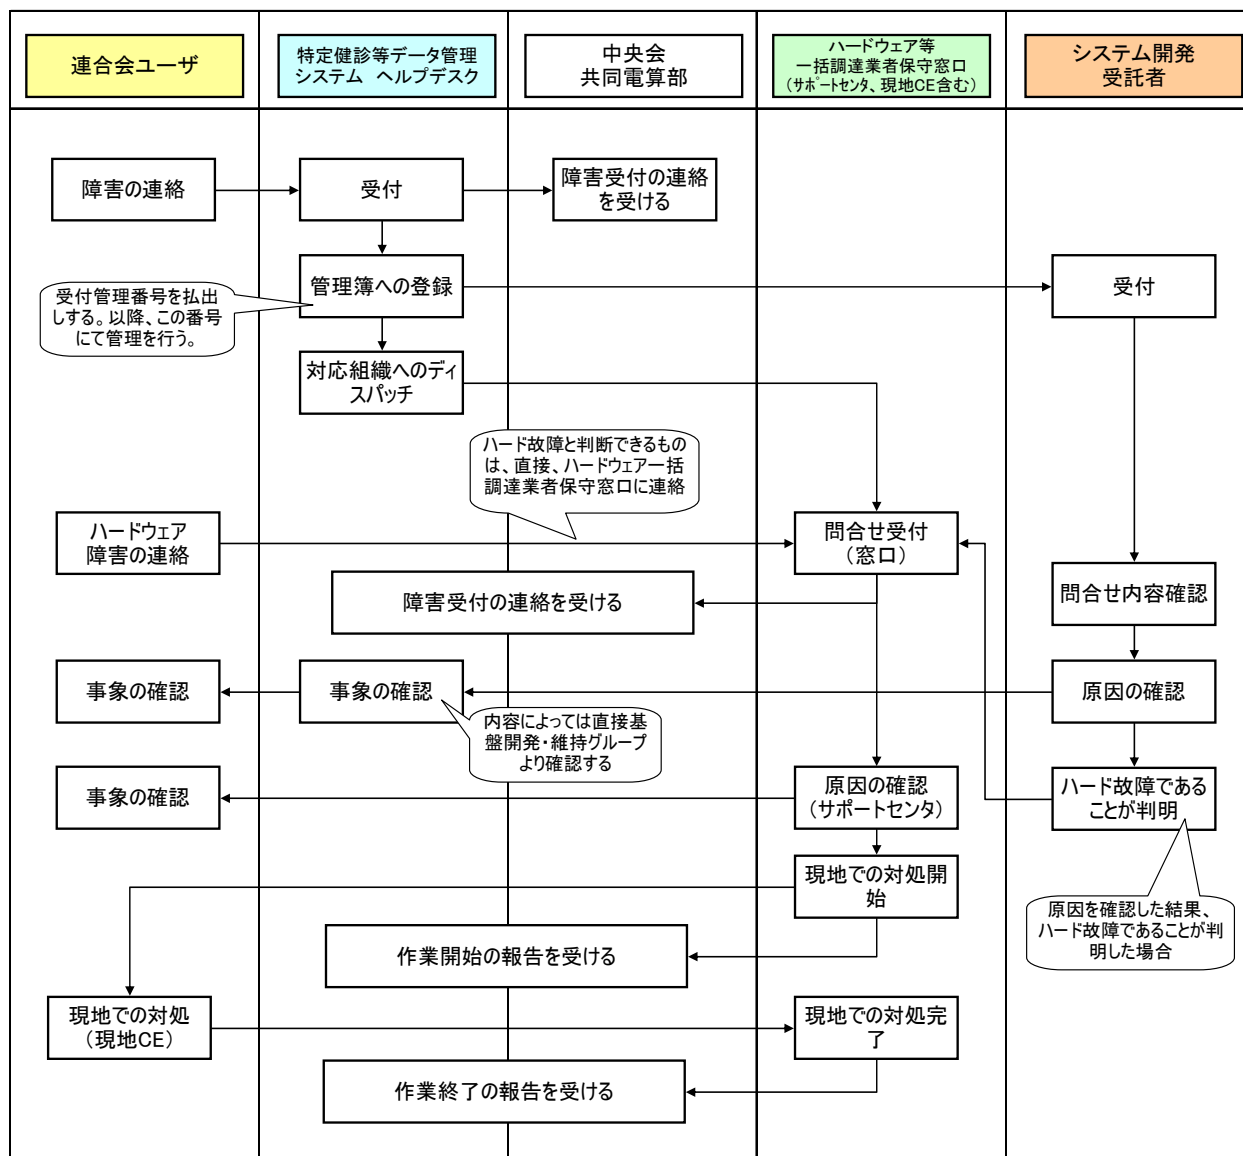 連合会ユーザ
特定健診等データ管理
システム ヘルプデスク
中央会
共同電算部
ハードウェア等
一括調達業者保守窓口
(サポートセンタ、現地CE含む)
システム開発
受託者
障害の連絡
受付
障害受付の連絡
を受ける
管理簿への登録
受付
受付管理番号を払出
しする。以降、この番号
にて管理を行う。
対応組織へのディ
スパッチ
ハード故障と判断できるもの
は、直接、ハードウェアー括
調達業者保守窓口に連絡
ハードウェア
障害の連絡
問合せ受付
(窓口)
障害受付の連絡を受ける
問合せ内容確認
事象の確認
事象の確認
原因の確認
内容によっては直接基
盤開発・維持グループ
より確認する
事象の確認
原因の確認
(サポートセンタ)
ハード故障である
ことが判明
現地での対処開
始
原因を確認した結果、
ハード故障であることが判
明した場合
作業開始の報告を受ける
現地での対処
(現地CE)
現地での対処完
了
作業終了の報告を受ける